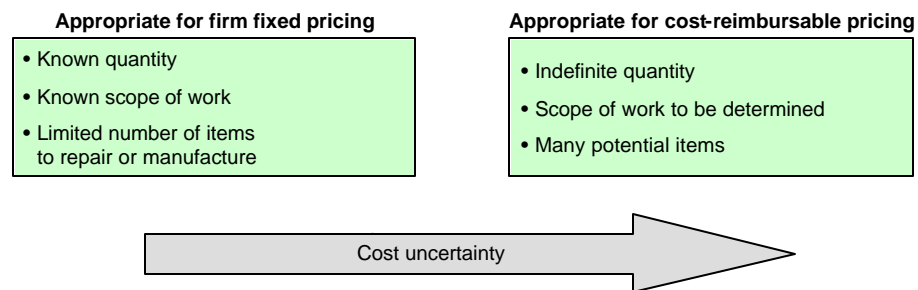 Appropriate for firm fixed pricing
• Known quantity
• Known scope of work
• Limited number of items
to repair or manufacture
Appropriate for cost-reimbursable pricing
• Indefinite quantity
• Scope of work to be determined
• Many potential items
Cost uncertainty